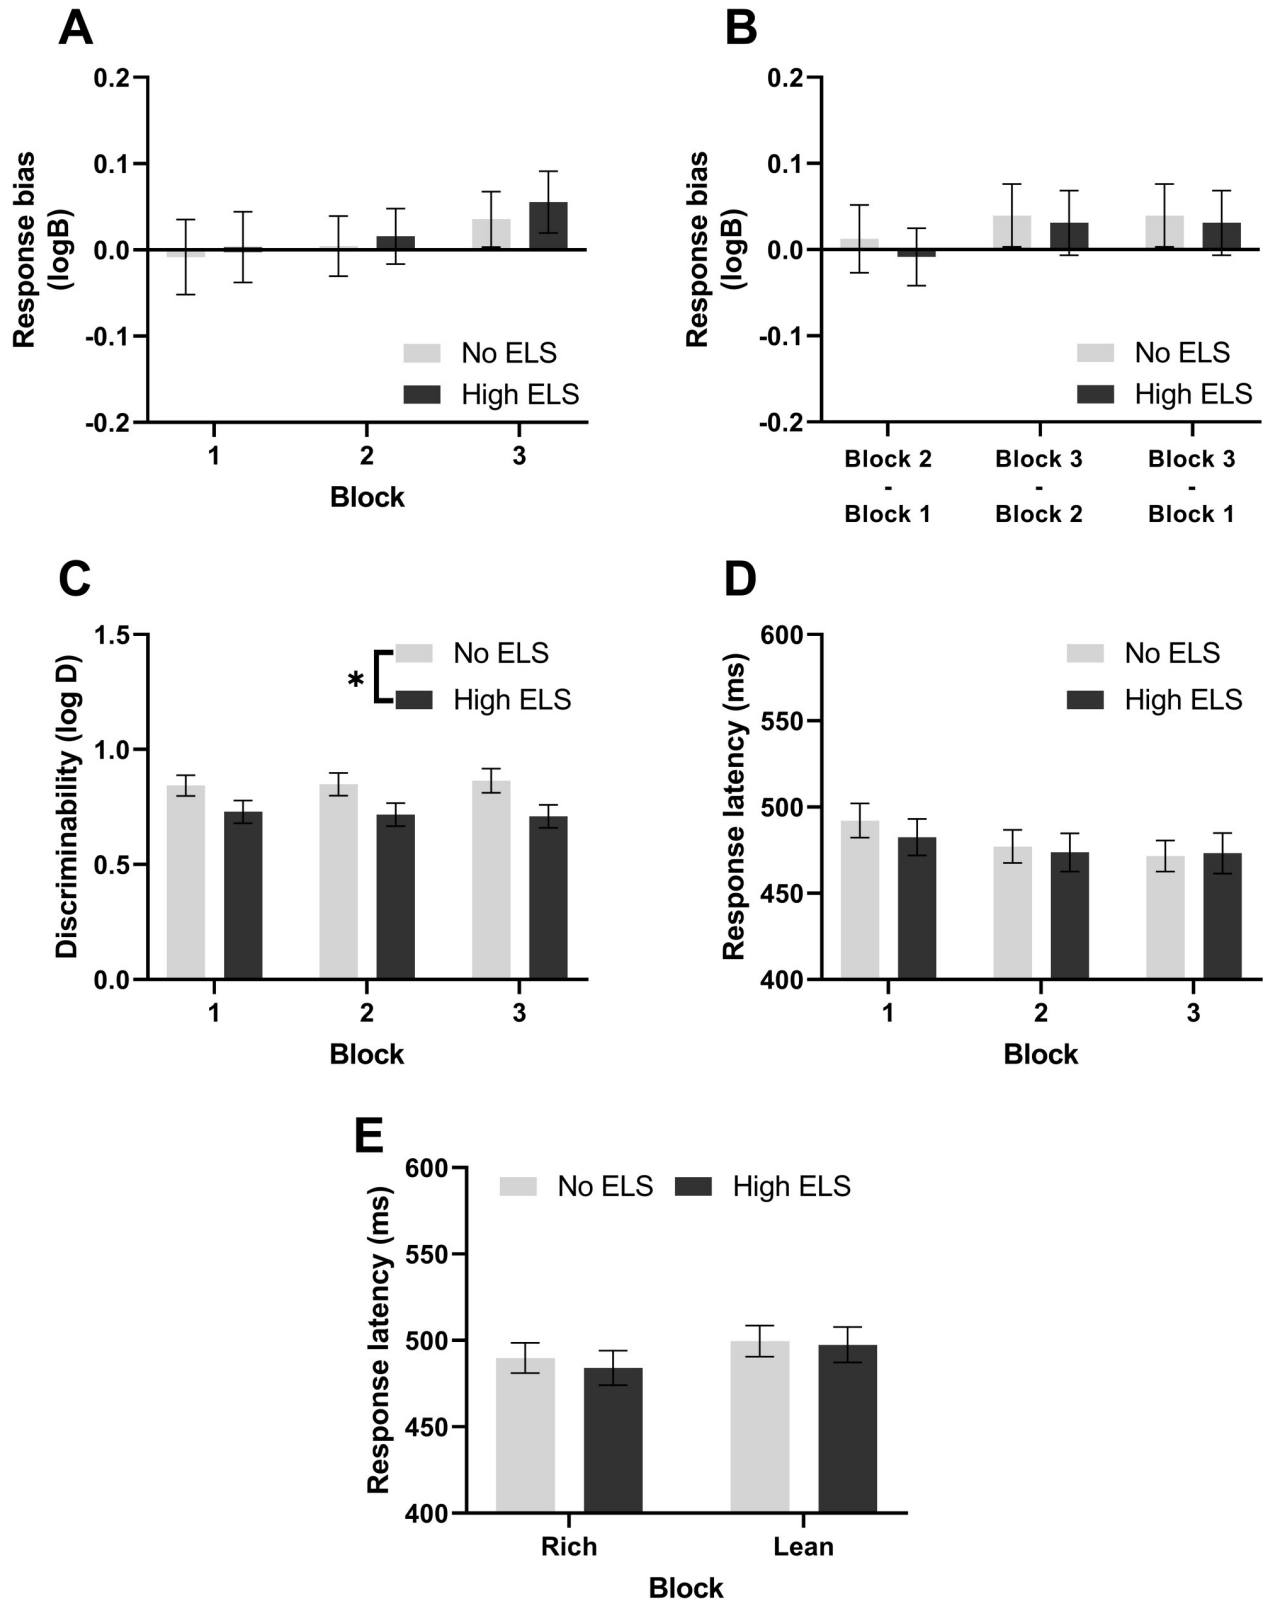 A
0.2
0.1
0.0
-0.1
-0.2
Response bias
(logB)
No ELS
High ELS
1 2 3
Block
B
0.2
0.1
0.0
-0.1
-0.2
Response bias
(logB)
No ELS
High ELS
Block 2
-
Block 1
Block 3
-
Block 2
Block 3
-
Block 1
C
1.5
1.0
0.5
0.0
Discriminability (log D)
*
No ELS
High ELS
1 2 3
Block
D
600
550
500
450
400
Response latency (ms)
No ELS
High ELS
1 2 3
Block
E
600
550
500
450
400
Response latency (ms)
No ELS High ELS
Rich Lean
Block